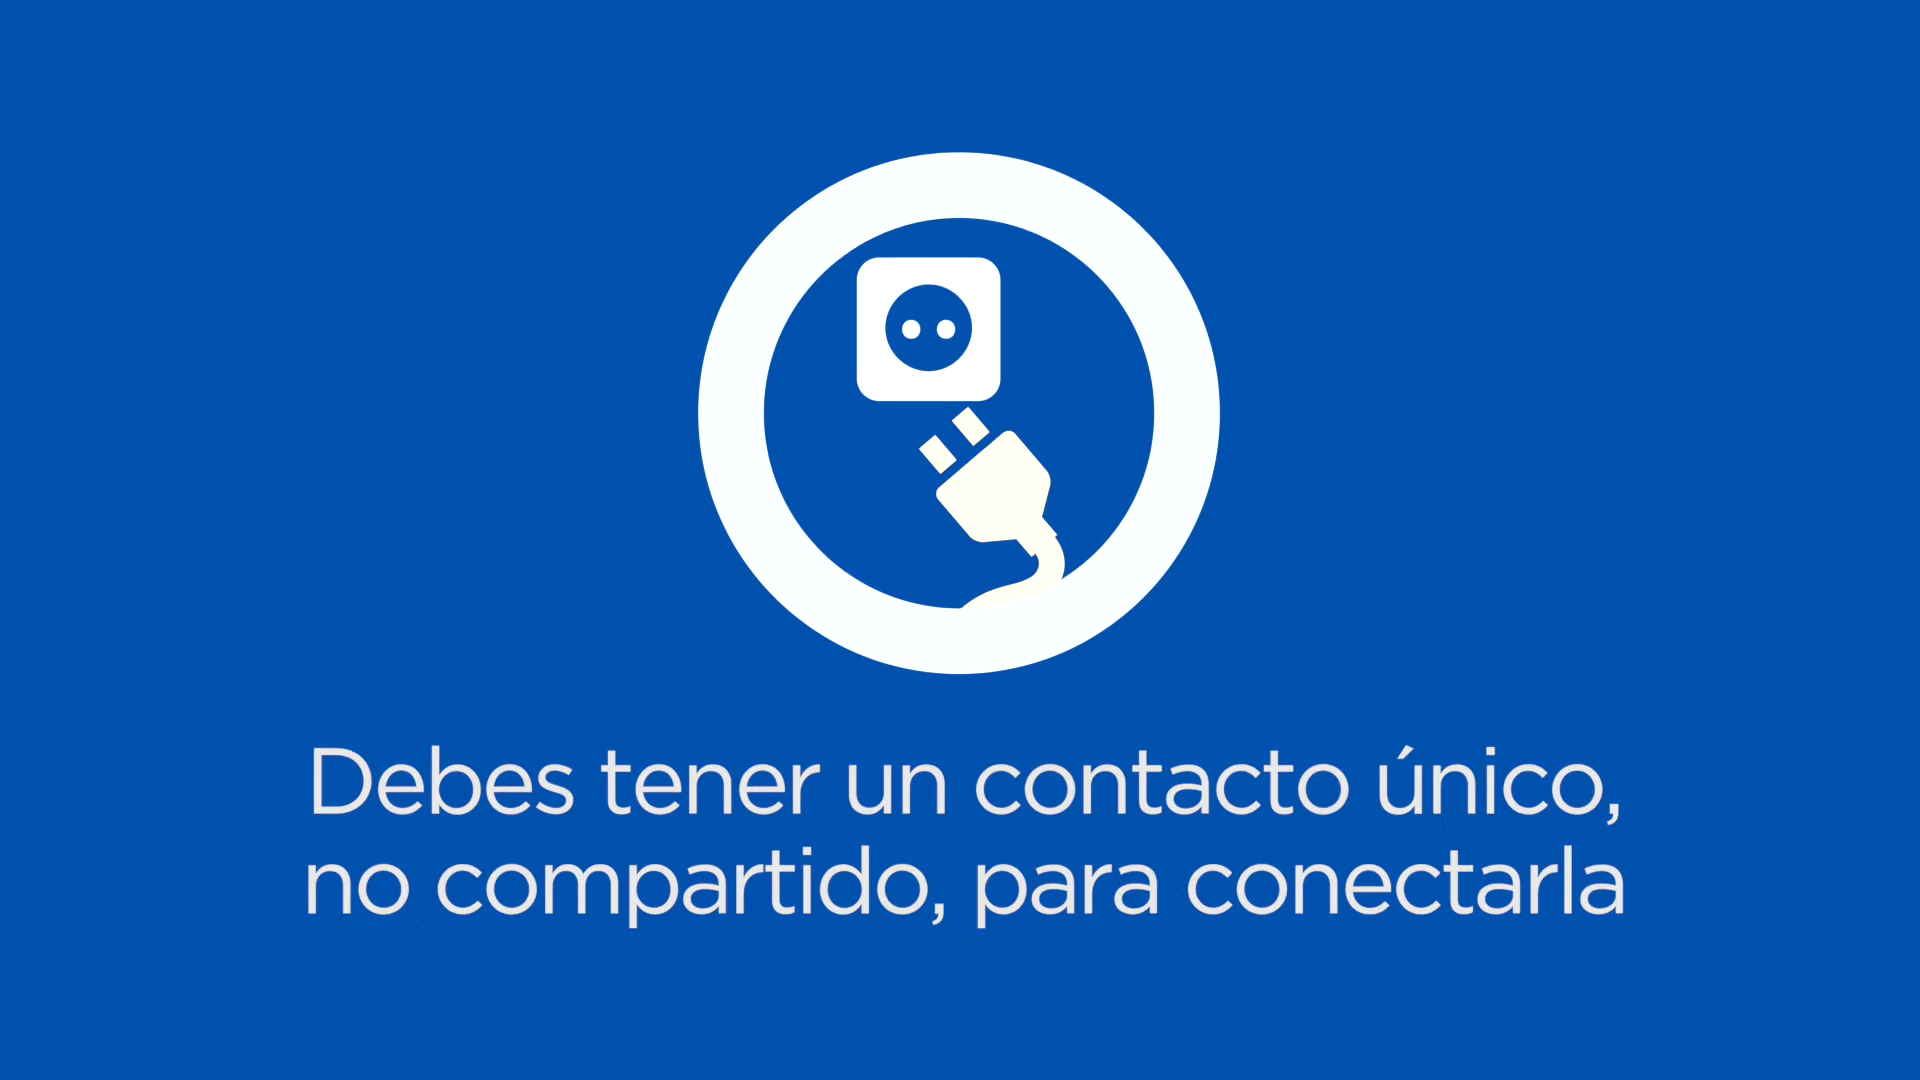 Debes tener un contacto único,
no compartido, para conectarla